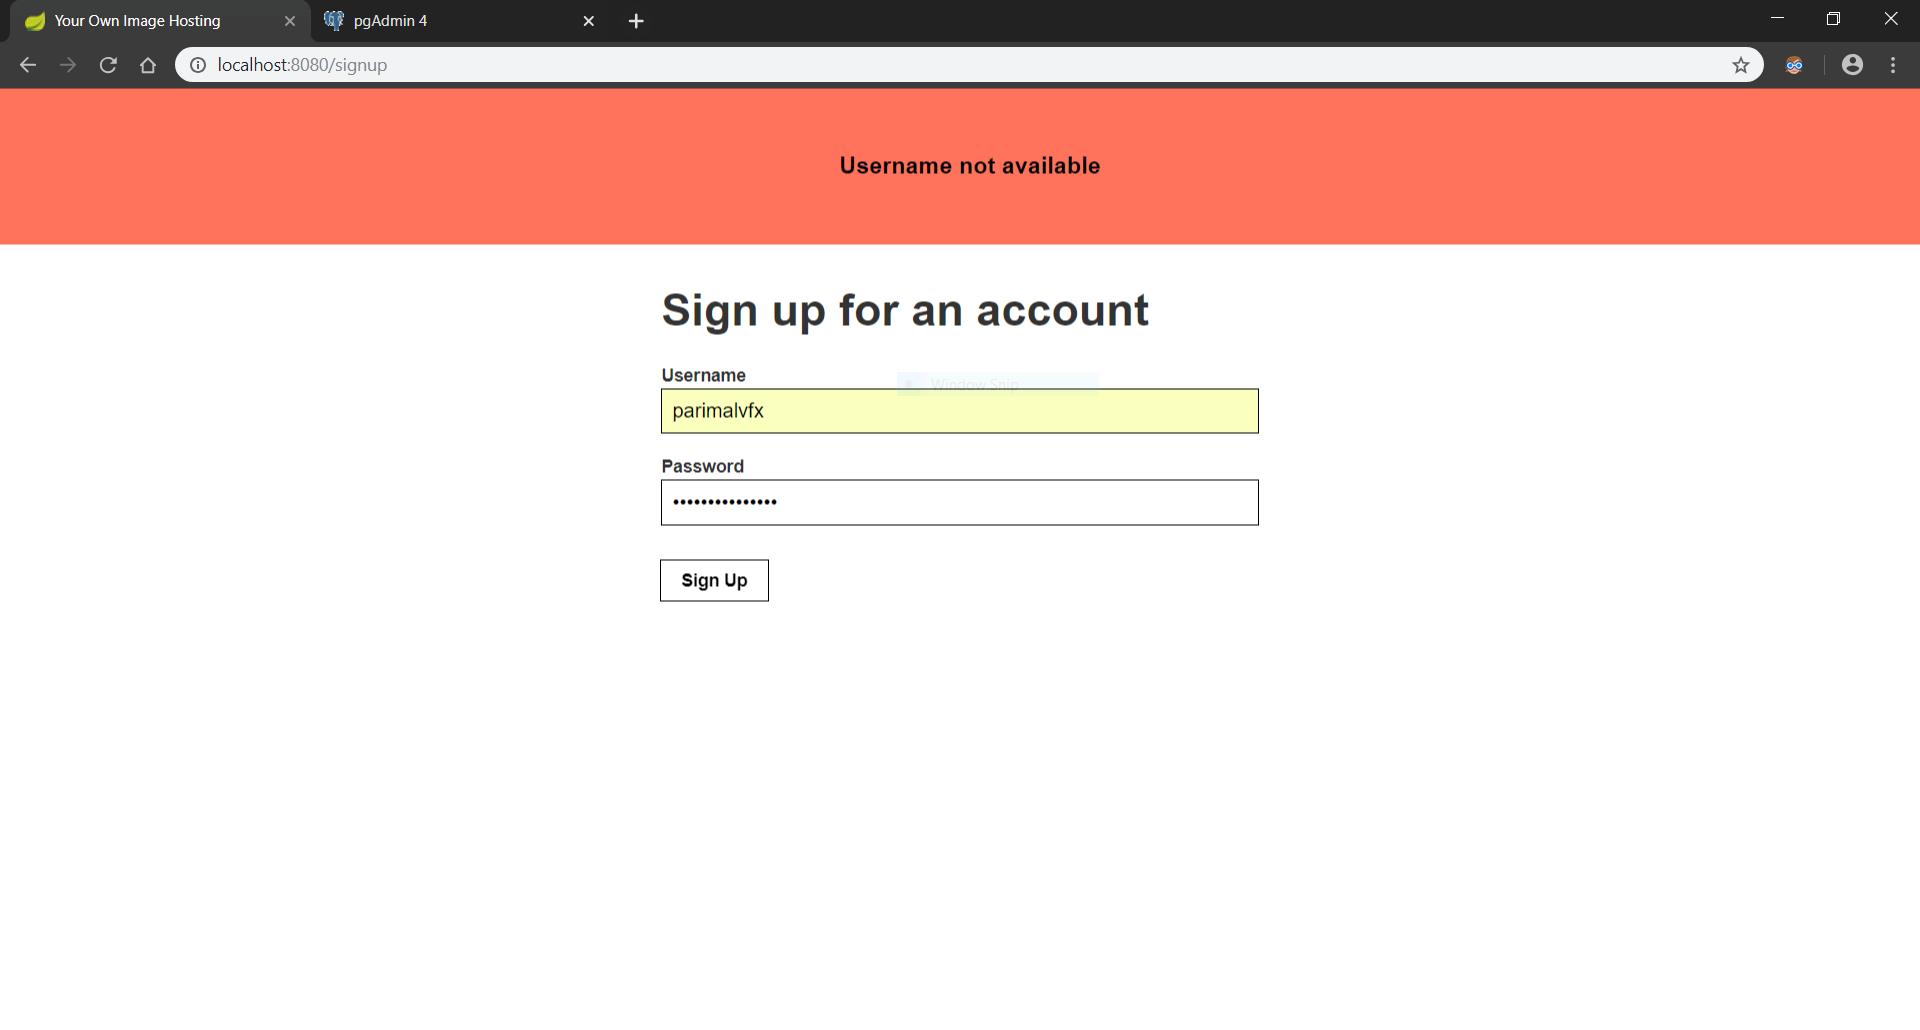 Your Own Image Hosting
pgAdmin 4
localhost:8080/signup
Username not available
Sign up for an account
Username
Window Snip
parimalvfx
Password
•••••••••••••••
Sign Up